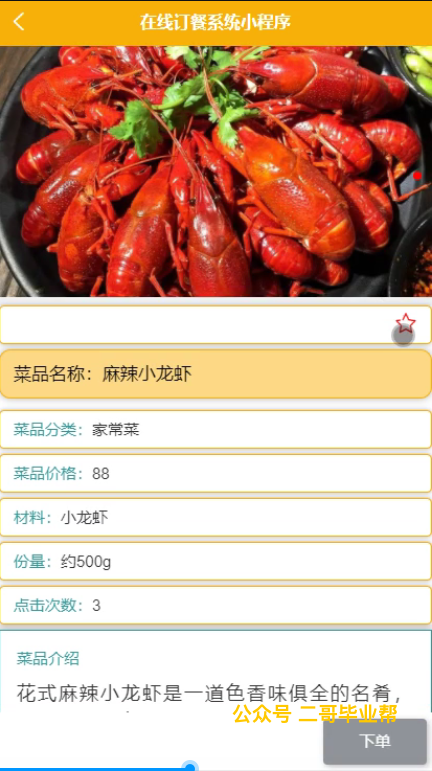 在线订餐系统小程序
菜品名称：麻辣小龙虾
菜品分类：家常菜
菜品价格：88
材料：小龙虾
份量：约500g
点击次数：3
菜品介绍
花式麻辣小龙虾是一道色香味俱全的名肴，
公众号 二哥毕业帮
下单